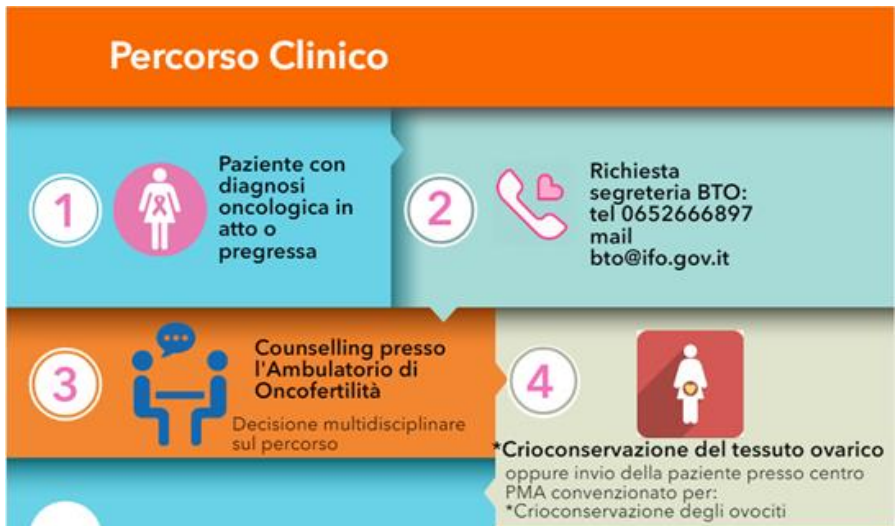 Percorso Clinico
1
Paziente con
diagnosi
oncologica in
atto o
pregressa
2
Richiesta
segreteria BTO:
tel 0652666897
mail
bto@ifo.gov.it
3
Counselling presso
l'Ambulatorio di
Oncofertilità
Decisione multidisciplinare
sul percorso
4
*Crioconservazione del tessuto ovarico
oppure invio della paziente presso centro
PMA convenzionato per:
*Crioconservazione degli ovociti